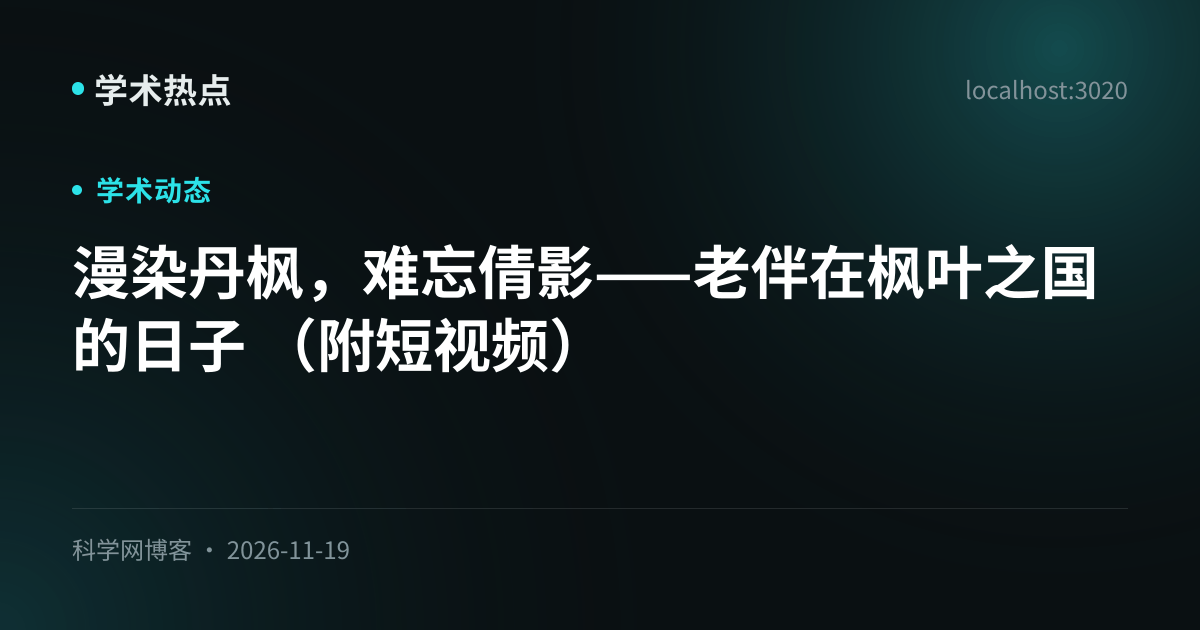 学术热点
localhost:3020
学术动态
漫染丹枫，难忘倩影——老伴在枫叶之国
的日子 （附短视频）
科学网博客 · 2026-11-19